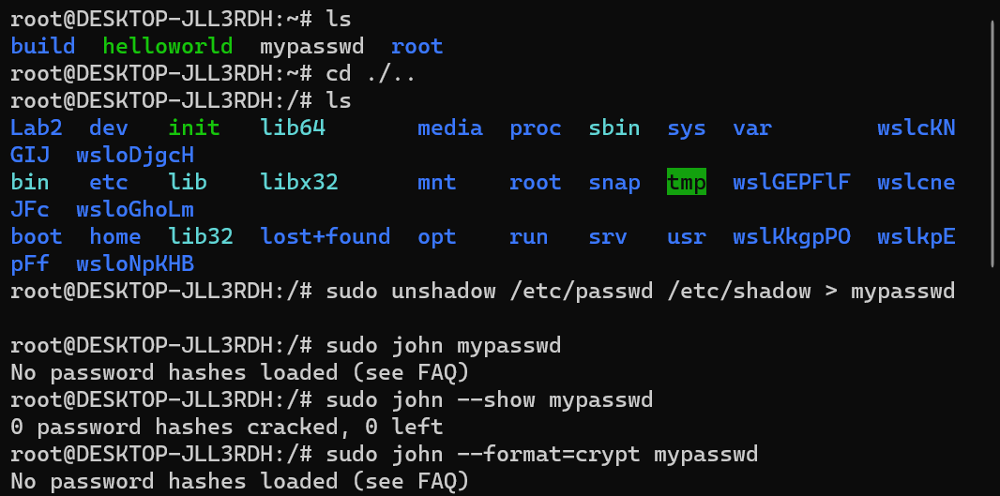 root@DESKTOP-JLL3RDH:~# ls
build  helloworld  mypasswd  root
root@DESKTOP-JLL3RDH:~# cd ./..
root@DESKTOP-JLL3RDH:/# ls
Lab2  dev   init   lib64       media  proc  sbin  sys  var        wslcKN
GIJ  wsloDjgcH
bin   etc   lib    libx32      mnt    root  snap  tmp  wslGEPFlF  wslcne
JFc  wsloGhoLm
boot  home  lib32  lost+found  opt    run   srv   usr  wslKkgpPO  wslkpE
pFf  wsloNpKHB
root@DESKTOP-JLL3RDH:/# sudo unshadow /etc/passwd /etc/shadow > mypasswd
root@DESKTOP-JLL3RDH:/# sudo john mypasswd
No password hashes loaded (see FAQ)
root@DESKTOP-JLL3RDH:/# sudo john --show mypasswd
0 password hashes cracked, 0 left
root@DESKTOP-JLL3RDH:/# sudo john --format=crypt mypasswd
No password hashes loaded (see FAQ)